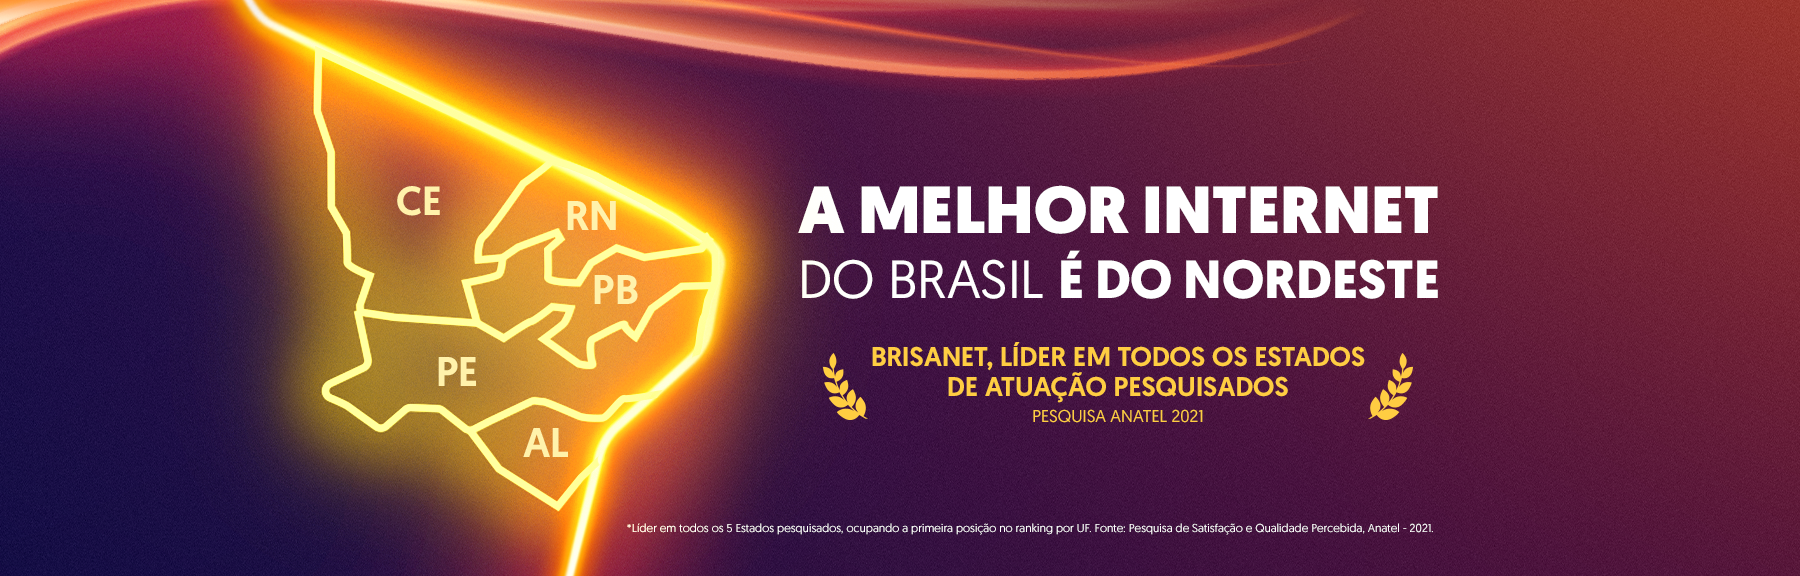 CE
RN
PB
PE
AL
A MELHOR INTERNET
DO BRASIL É DO NORDESTE
BRISANET, LÍDER EM TODOS OS ESTADOS
DE ATUAÇÃO PESQUISADOS
PESQUISA ANATEL 2021
*Líder em todos os 5 Estados pesquisados, ocupando a primeira posição no ranking por UF. Fonte: Pesquisa de Satisfação e Qualidade Percebida, Anatel - 2021.